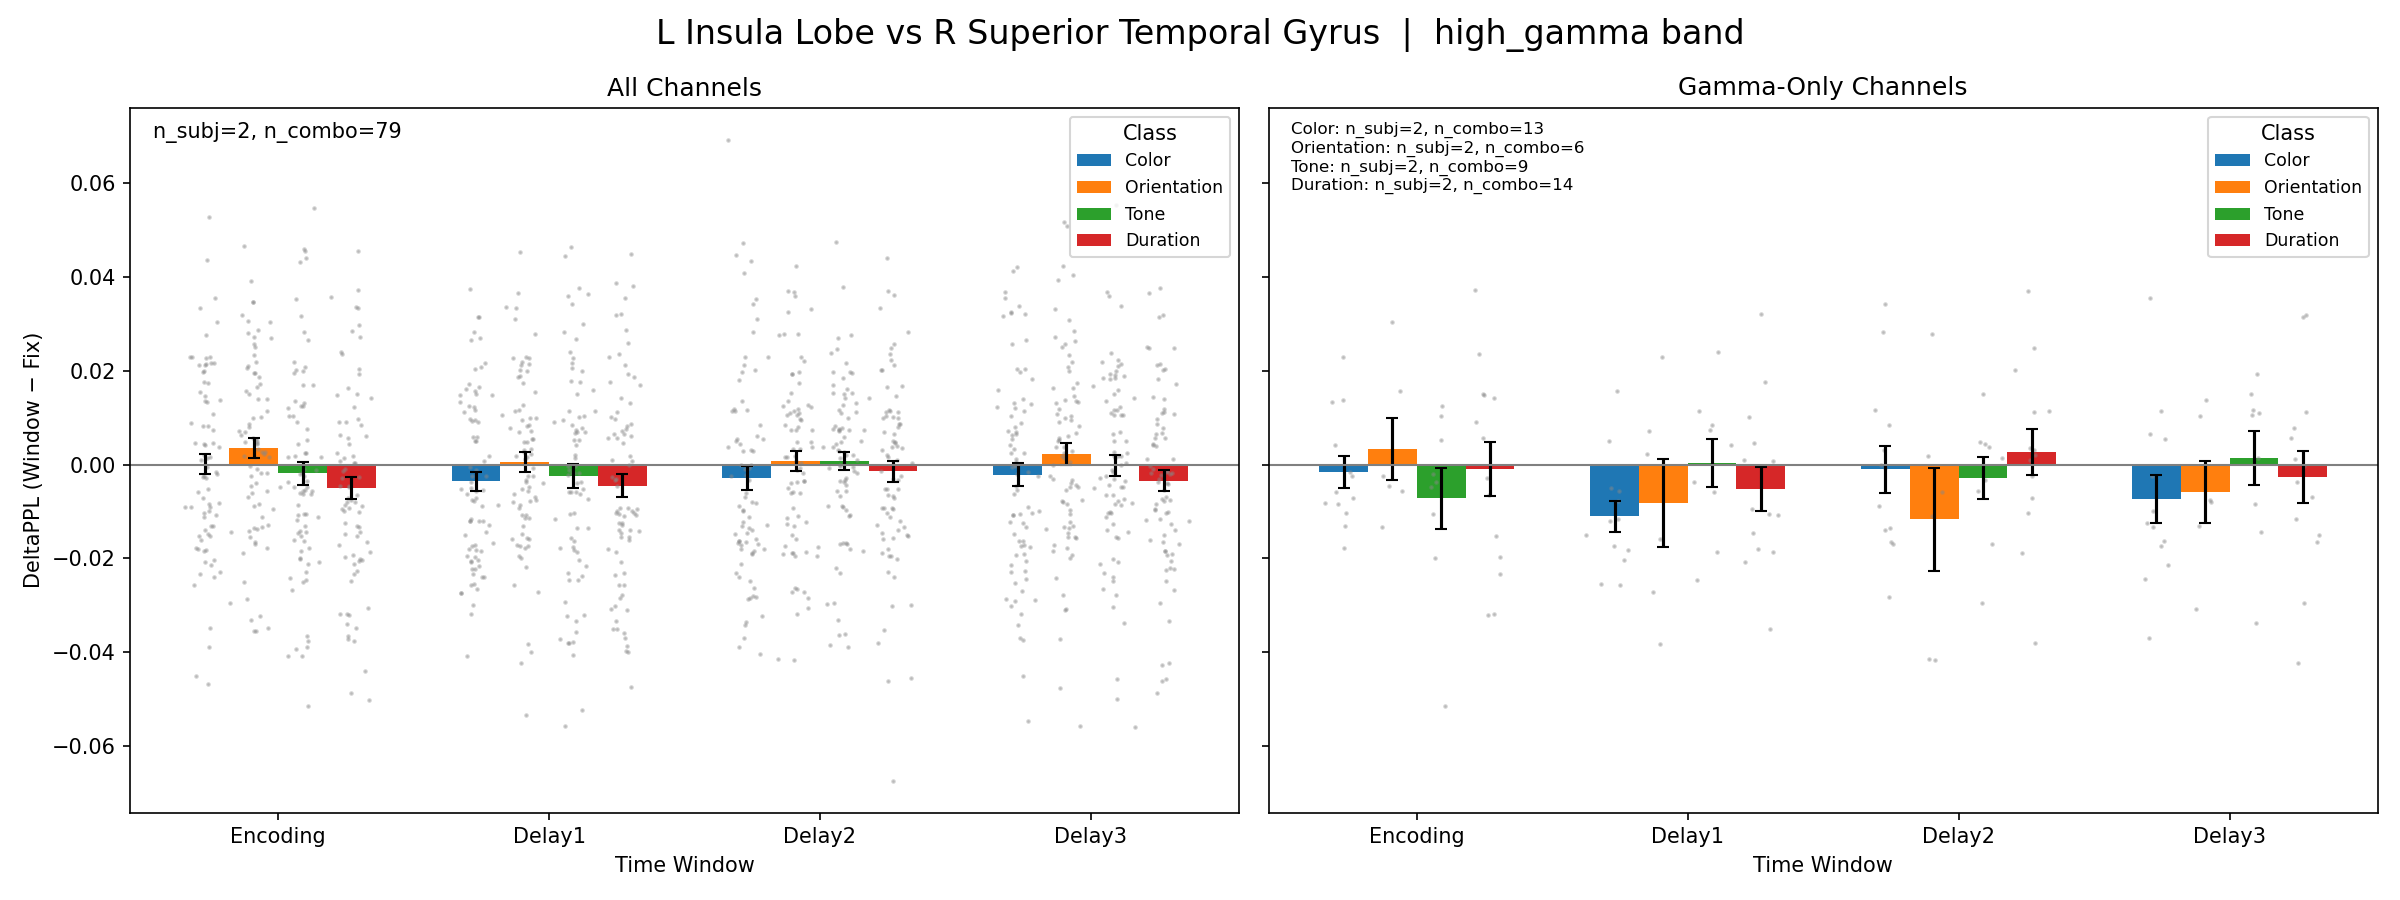 L Insula Lobe vs R Superior Temporal Gyrus | high_gamma band
All Channels
n_subj=2, n_combo=79
Class
Color
Orientation
Tone
Duration
DeltaPPL (Window − Fix)
0.06
0.04
0.02
0.00
−0.02
−0.04
−0.06
Encoding
Delay1
Delay2
Delay3
Time Window
Gamma-Only Channels
Color: n_subj=2, n_combo=13
Orientation: n_subj=2, n_combo=6
Tone: n_subj=2, n_combo=9
Duration: n_subj=2, n_combo=14
Class
Color
Orientation
Tone
Duration
Encoding
Delay1
Delay2
Delay3
Time Window